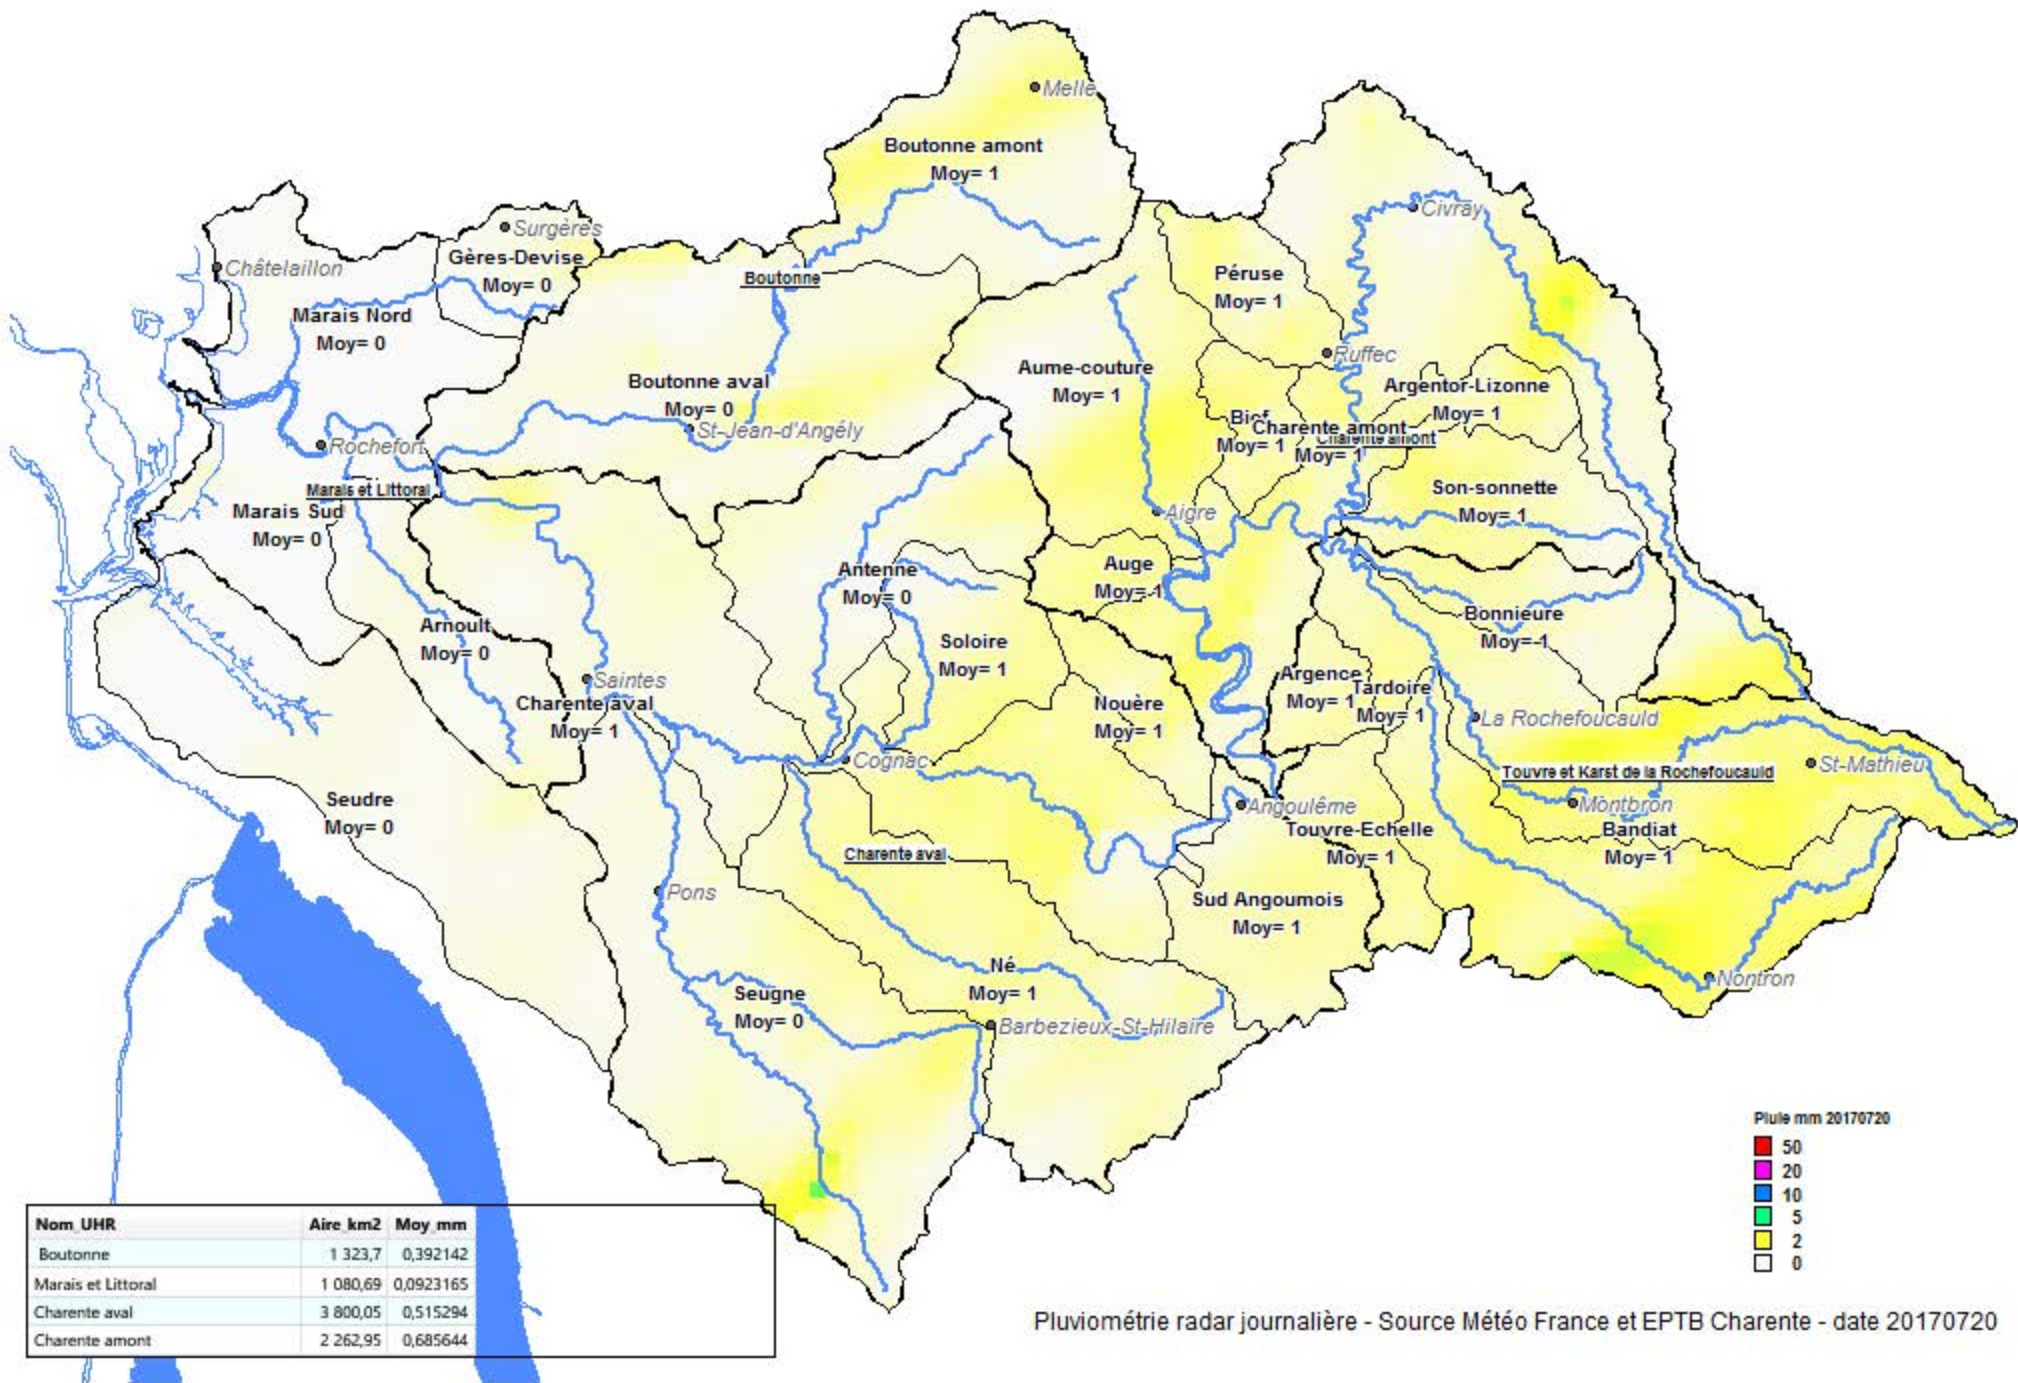 Melle
Boutonne amont
Moy= 1
Civray
Surgères
Gères-Devise
Moy= 0
Châtelaillon
Boutonne
Péruse
Moy= 1
Marais Nord
Moy= 0
Ruffec
Aume-couture
Moy= 1
Boutonne aval
Moy= 0
St-Jean-d'Angély
Argentor-Lizonne
Moy= 1
Bief
Moy= 1
Charente amont
Charente amont
Moy= 1
Rochefort
Marais et Littoral
Marais Sud
Moy= 0
Son-sonnette
Moy= 1
Aigre
Antenne
Moy= 0
Auge
Moy= 1
Bonnieure
Moy= 1
Arnoult
Moy= 0
Soloire
Moy= 1
Saintes
Charente aval
Moy= 1
Nouère
Moy= 1
Argence
Moy= 1
Tardoire
Moy= 1
La Rochefoucauld
Cognac
Touvre et Karst de la Rochefoucauld
St-Mathieu
Seudre
Moy= 0
Angoulême
Montbron
Touvre-Echelle
Moy= 1
Bandiat
Moy= 1
Charente aval
Pons
Sud Angoumois
Moy= 1
Né
Moy= 1
Nontron
Seugne
Moy= 0
Barbezieux-St-Hilaire
Pluie mm 20170720
50
20
10
5
2
0
Nom_UHR Aire_km2 Moy_mm
Boutonne 1 323,7 0,392142
Marais et Littoral 1 080,69 0,0923165
Charente aval 3 800,05 0,515294
Charente amont 2 262,95 0,685644
Pluviométrie radar journalière - Source Météo France et EPTB Charente - date 20170720